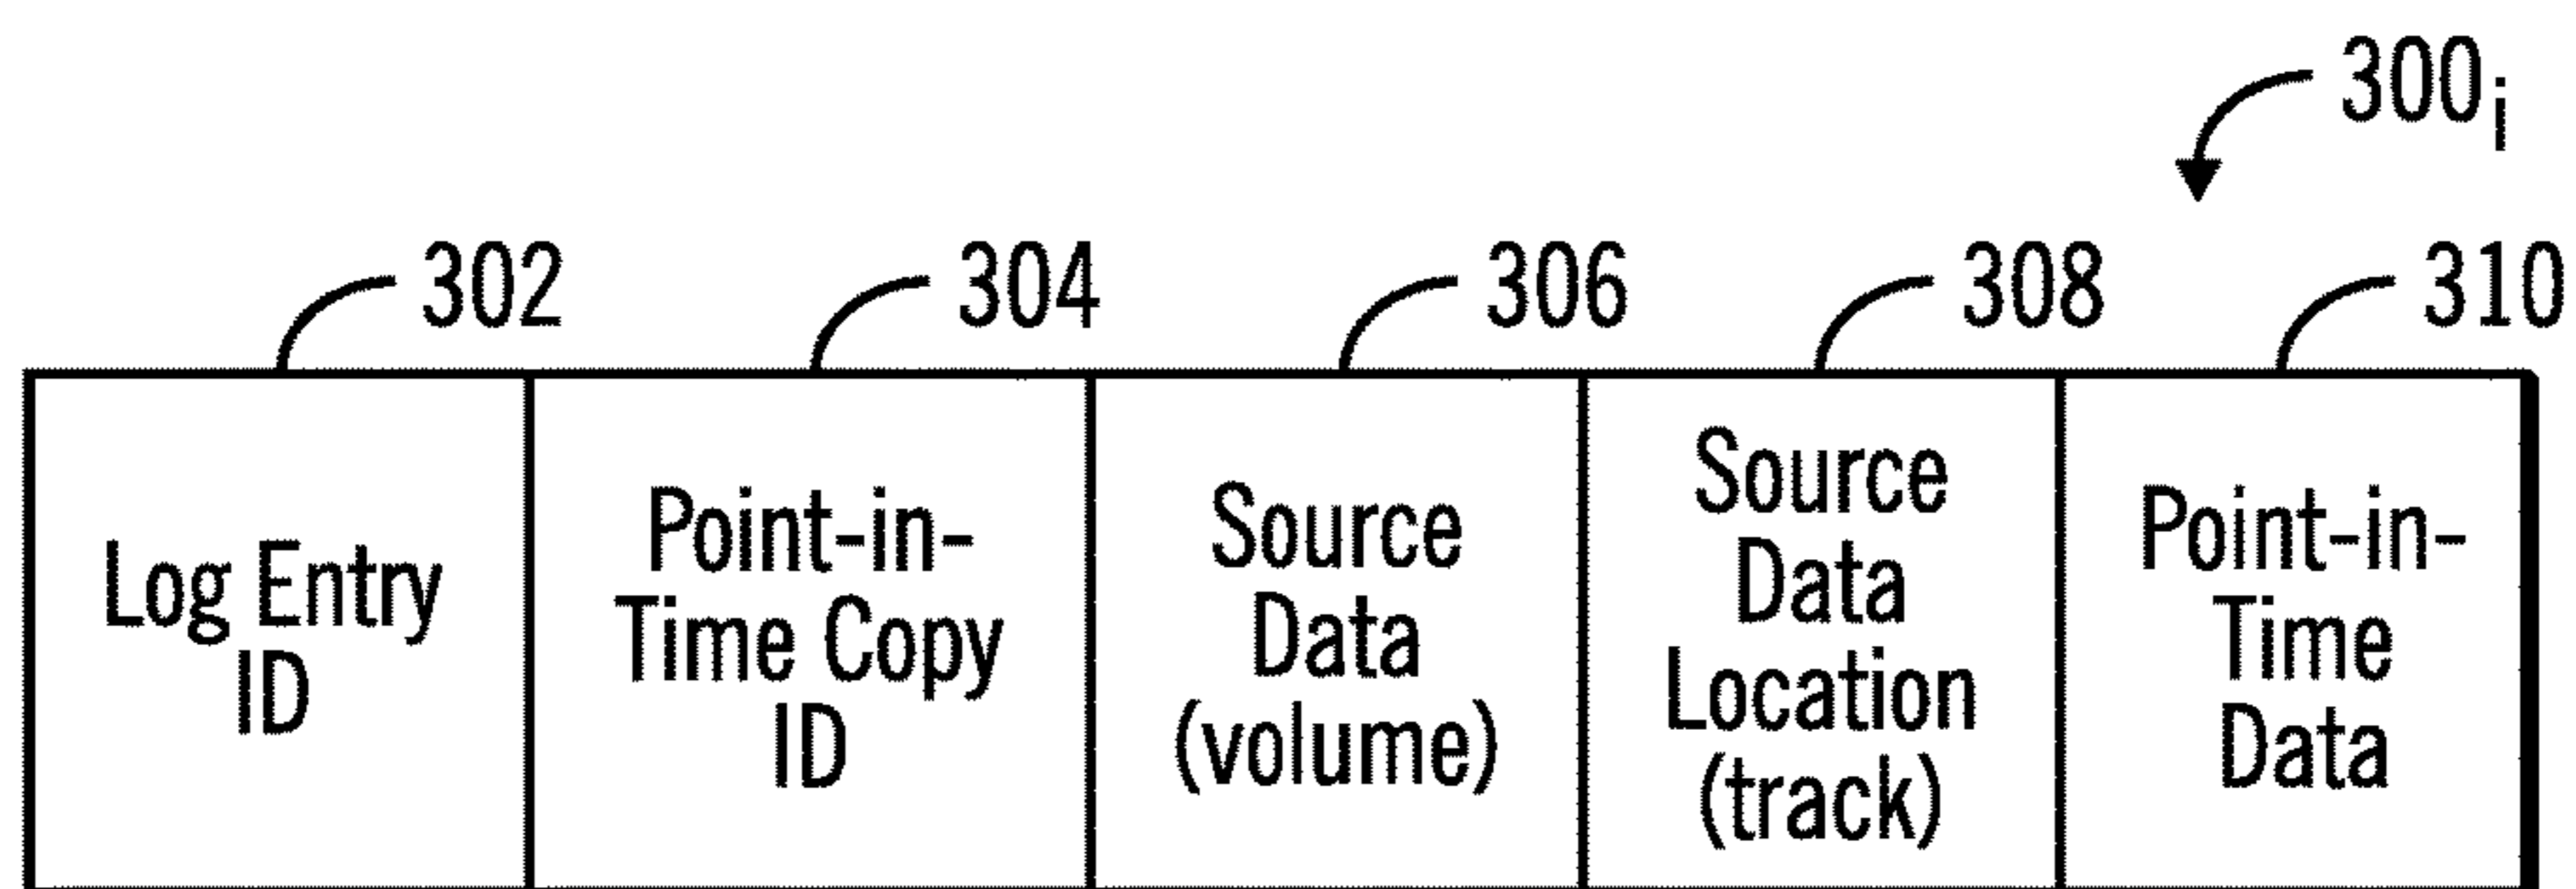 300i
302
304
306
308
310
Log Entry
ID
Point-in-
Time Copy
ID
Source
Data
(volume)
Source
Data
Location
(track)
Point-in-
Time
Data